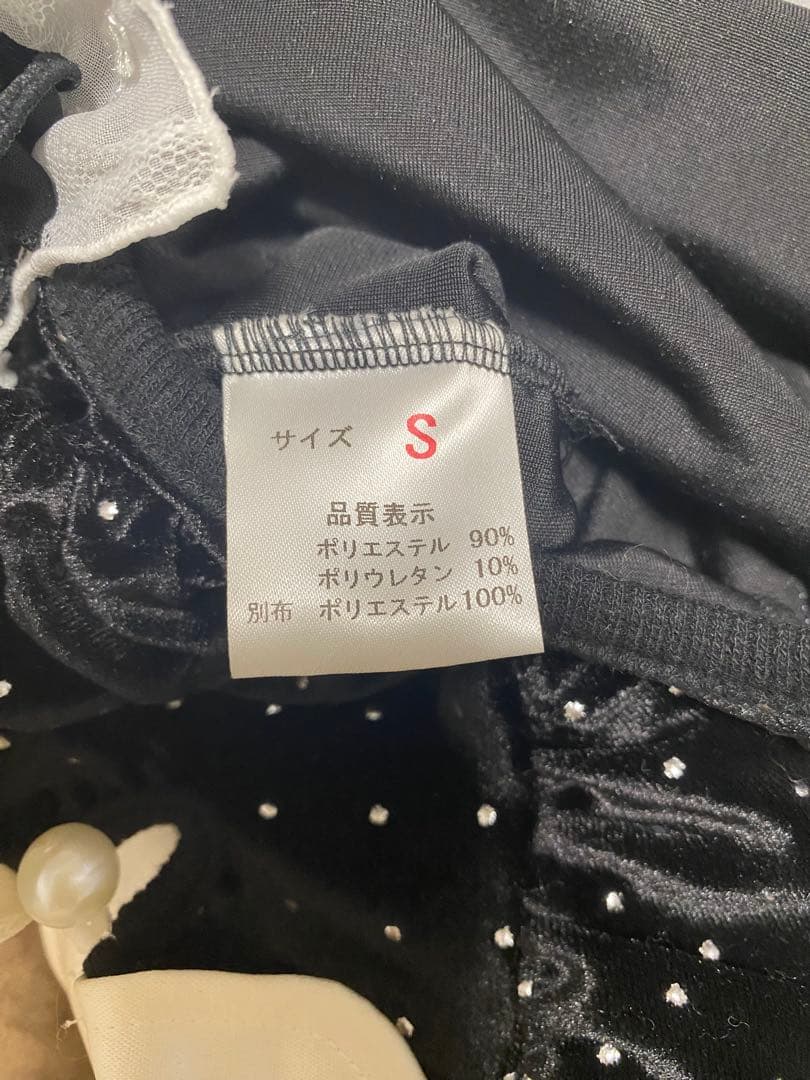 サイズ S
品質表示
ポリエステル 90%
ポリウレタン 10%
別布 ポリエステル100%